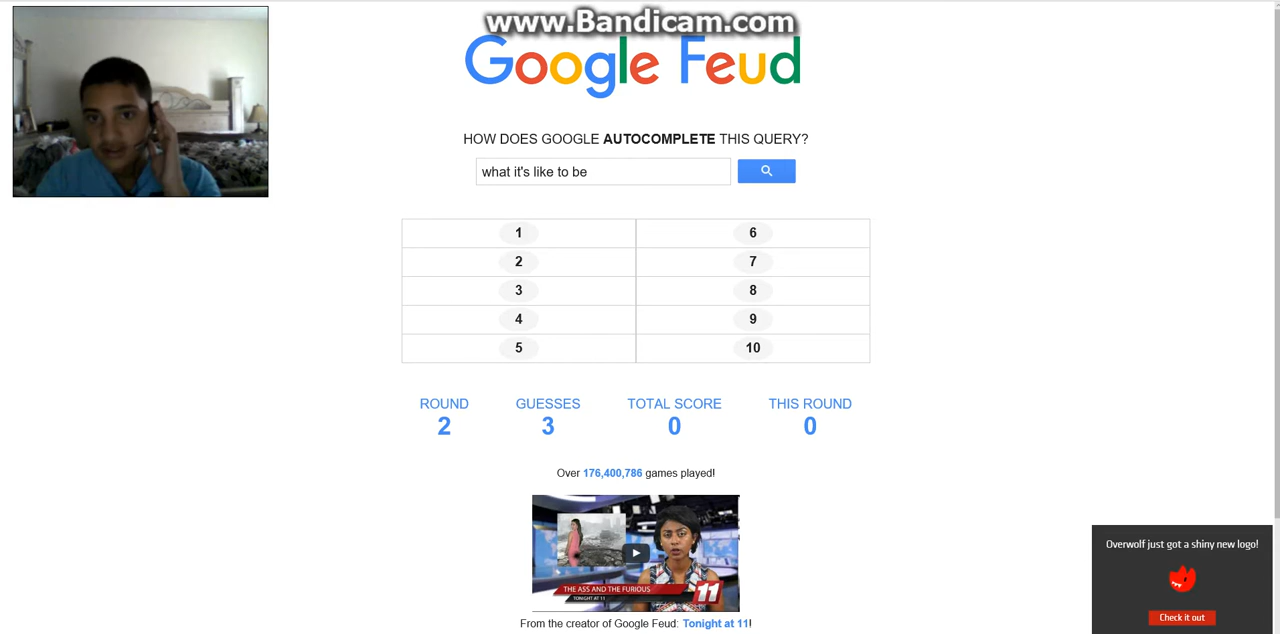 www.Bandicam.com
Google Feud
HOW DOES GOOGLE AUTOCOMPLETE THIS QUERY?
what it's like to be
1 6
2 7
3 8
4 9
5 10
ROUND GUESSES TOTAL SCORE THIS ROUND
2 3 0 0
Over 176,400,786 games played!
THE ASS AND THE FURIOUS
TONIGHT AT 11
11
From the creator of Google Feud: Tonight at 11!
Overwolf just got a shiny new logo!
Check it out